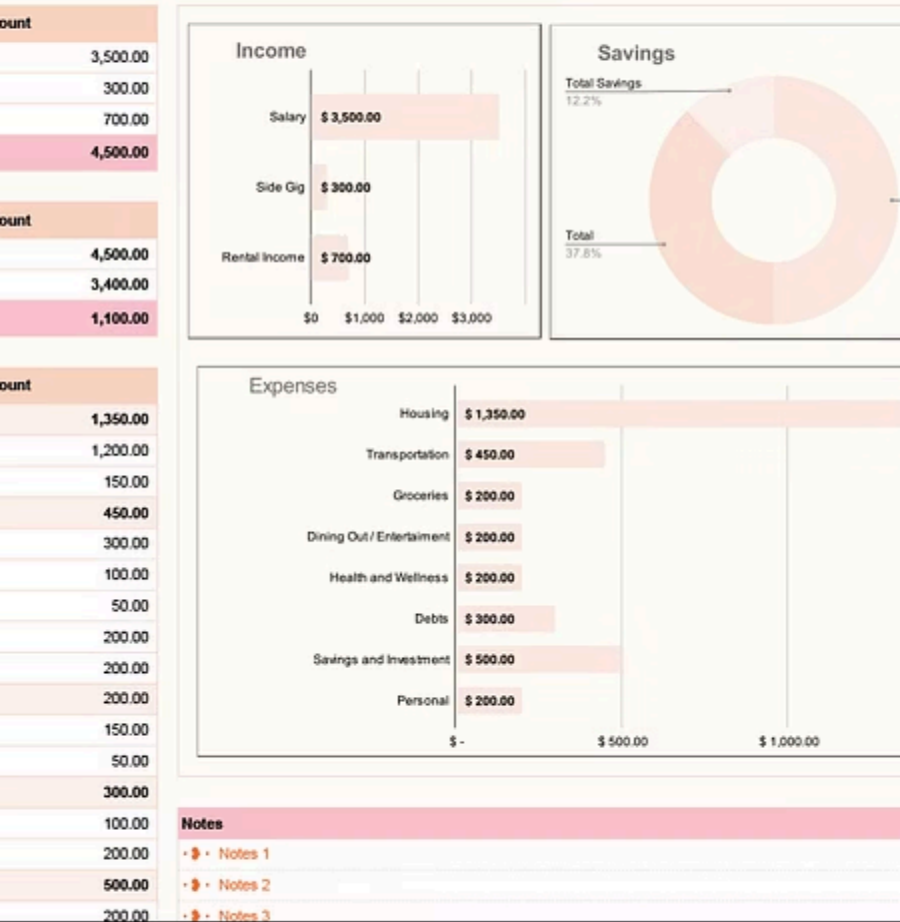 ount
3,500.00
300.00
700.00
4,500.00
ount
4,500.00
3,400.00
1,100.00
ount
1,350.00
1,200.00
150.00
450.00
300.00
100.00
50.00
200.00
200.00
200.00
150.00
50.00
300.00
100.00
200.00
500.00
200.00
Income
Salary $ 3,500.00
Side Gig $ 300.00
Rental Income $ 700.00
$0 $1,000 $2,000 $3,000
Savings
Total Savings
12.2%
Total
37.8%
Expenses
Housing $ 1,350.00
Transportation $ 450.00
Groceries $ 200.00
Dining Out / Entertaiment $ 200.00
Health and Wellness $ 200.00
Debts $ 300.00
Savings and Investment $ 500.00
Personal $ 200.00
$ - $ 500.00 $ 1,000.00
Notes
Notes 1
Notes 2
Notes 3